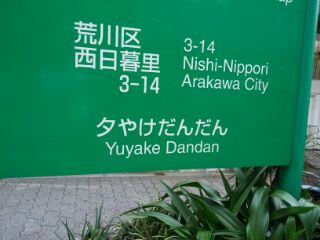 荒川区
西日暮里
3-14
3-14
Nishi-Nippori
Arakawa City
夕やけだんだん
Yuyake Dandan